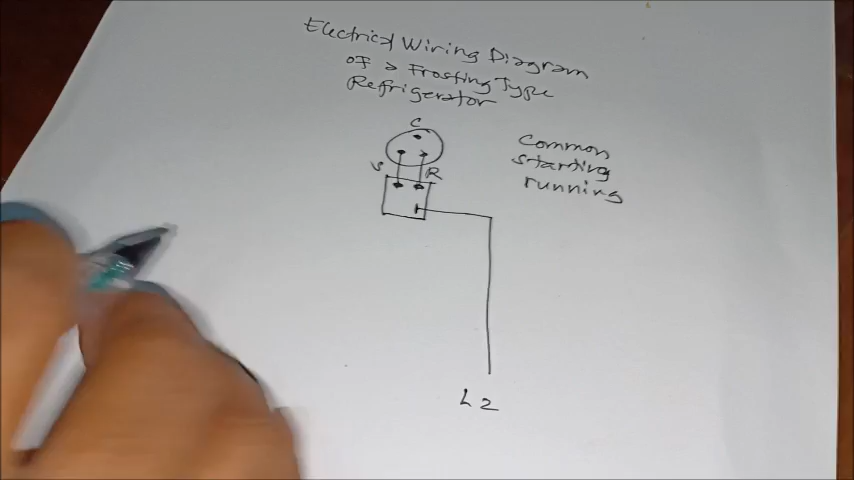 Electrical Wiring Diagram
of a Frosting Type
Refrigerator
C
Common
starting
running
S
R
L2